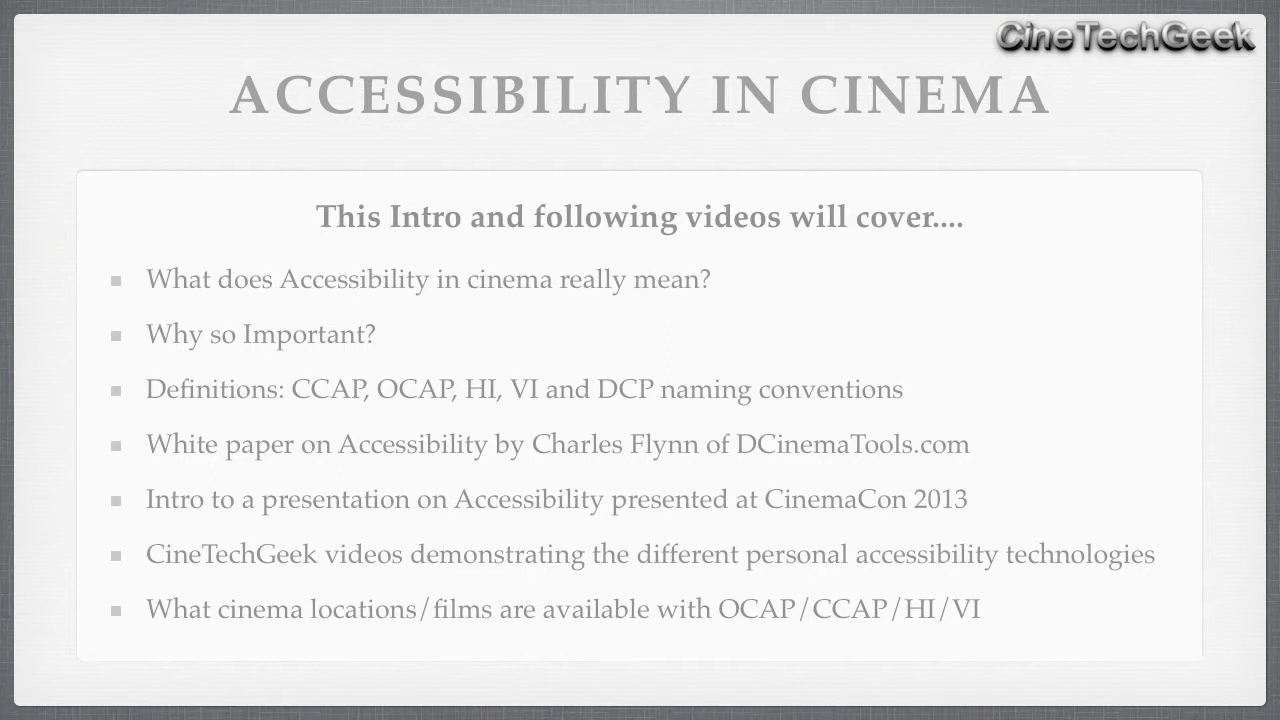 CineTechGeek
ACCESSIBILITY IN CINEMA
This Intro and following videos will cover....
What does Accessibility in cinema really mean?
Why so Important?
Definitions: CCAP, OCAP, HI, VI and DCP naming conventions
White paper on Accessibility by Charles Flynn of DCinemaTools.com
Intro to a presentation on Accessibility presented at CinemaCon 2013
CineTechGeek videos demonstrating the different personal accessibility technologies
What cinema locations/films are available with OCAP/CCAP/HI/VI